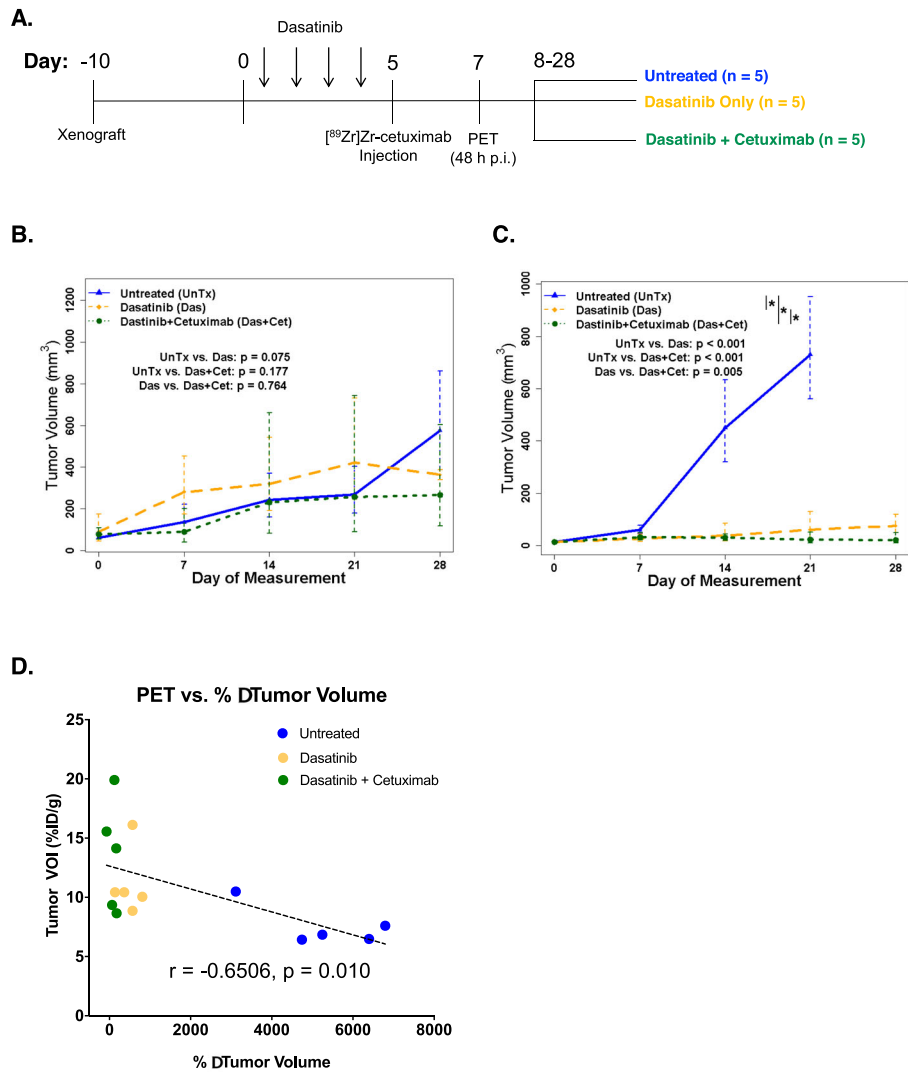 A.
Dasatinib
Day: -10 0 5 7 8-28
Untreated (n = 5)
Dasatinib Only (n = 5)
Xenograft
[⁸⁹Zr]Zr-cetuximab
Injection
PET
(48 h p.i.)
Dasatinib + Cetuximab (n = 5)
B.
Untreated (UnTx)
Dasatinib (Das)
Dastinib+Cetuximab (Das+Cet)
UnTx vs. Das: p = 0.075
UnTx vs. Das+Cet: p = 0.177
Das vs. Das+Cet: p = 0.764
Tumor Volume (mm³)
1200
1000
800
600
400
200
0
0 7 14 21 28
Day of Measurement
C.
Untreated (UnTx)
Dasatinib (Das)
Dastinib+Cetuximab (Das+Cet)
|*
|*
|*
UnTx vs. Das: p < 0.001
UnTx vs. Das+Cet: p < 0.001
Das vs. Das+Cet: p = 0.005
Tumor Volume (mm³)
1000
800
600
400
200
0
0 7 14 21 28
Day of Measurement
D.
PET vs. % DTumor Volume
Untreated
Dasatinib
Dasatinib + Cetuximab
Tumor VOI (%ID/g)
25
20
15
10
5
0
r = -0.6506, p = 0.010
0 2000 4000 6000 8000
% DTumor Volume